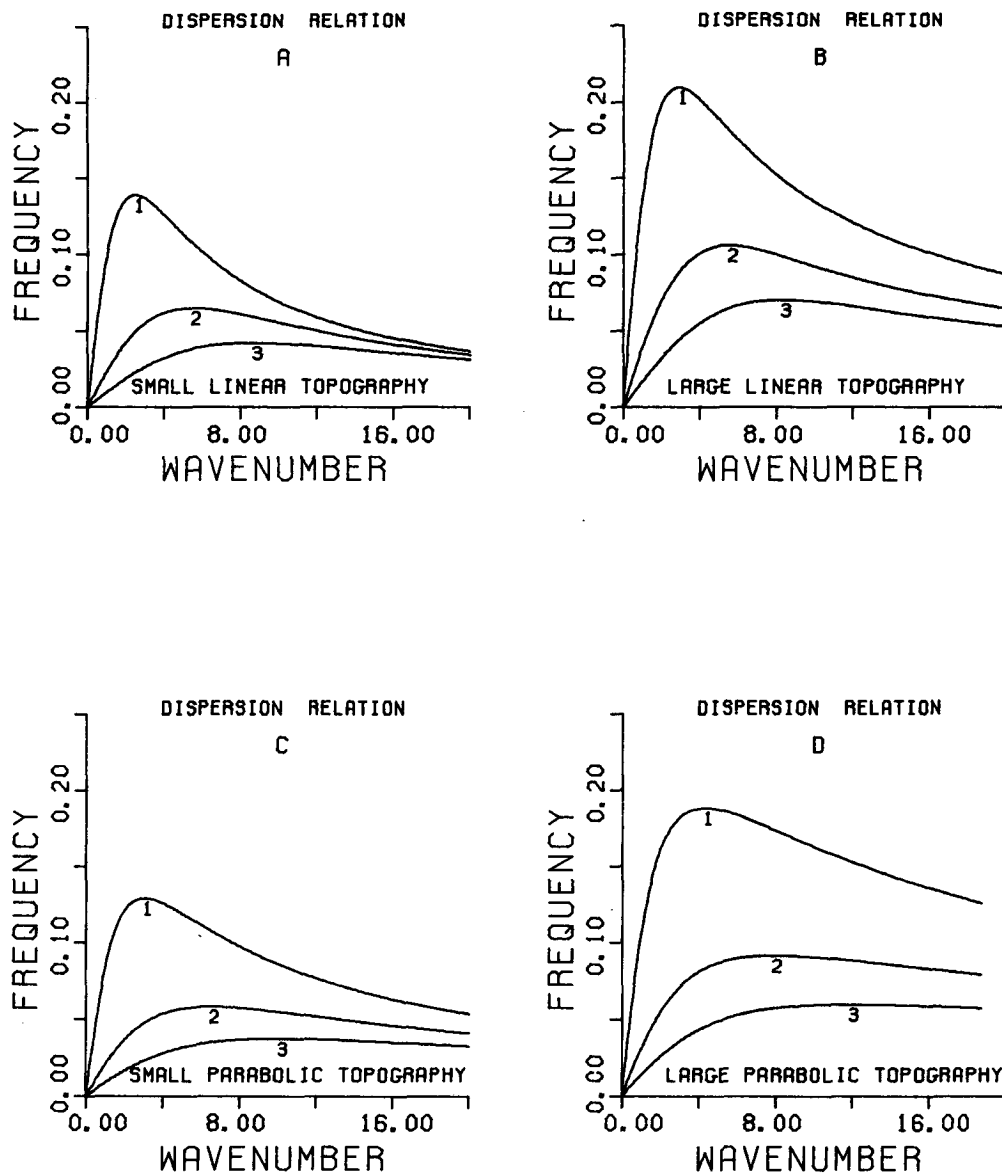 DISPERSION RELATION
A
FREQUENCY
0.20
0.10
0.00
1
2
3
SMALL LINEAR TOPOGRAPHY
0.00 8.00 16.00
WAVENUMBER
DISPERSION RELATION
B
FREQUENCY
0.20
0.10
0.00
1
2
3
LARGE LINEAR TOPOGRAPHY
0.00 8.00 16.00
WAVENUMBER
DISPERSION RELATION
C
FREQUENCY
0.20
0.10
0.00
1
2
3
SMALL PARABOLIC TOPOGRAPHY
0.00 8.00 16.00
WAVENUMBER
DISPERSION RELATION
D
FREQUENCY
0.20
0.10
0.00
1
2
3
LARGE PARABOLIC TOPOGRAPHY
0.00 8.00 16.00
WAVENUMBER